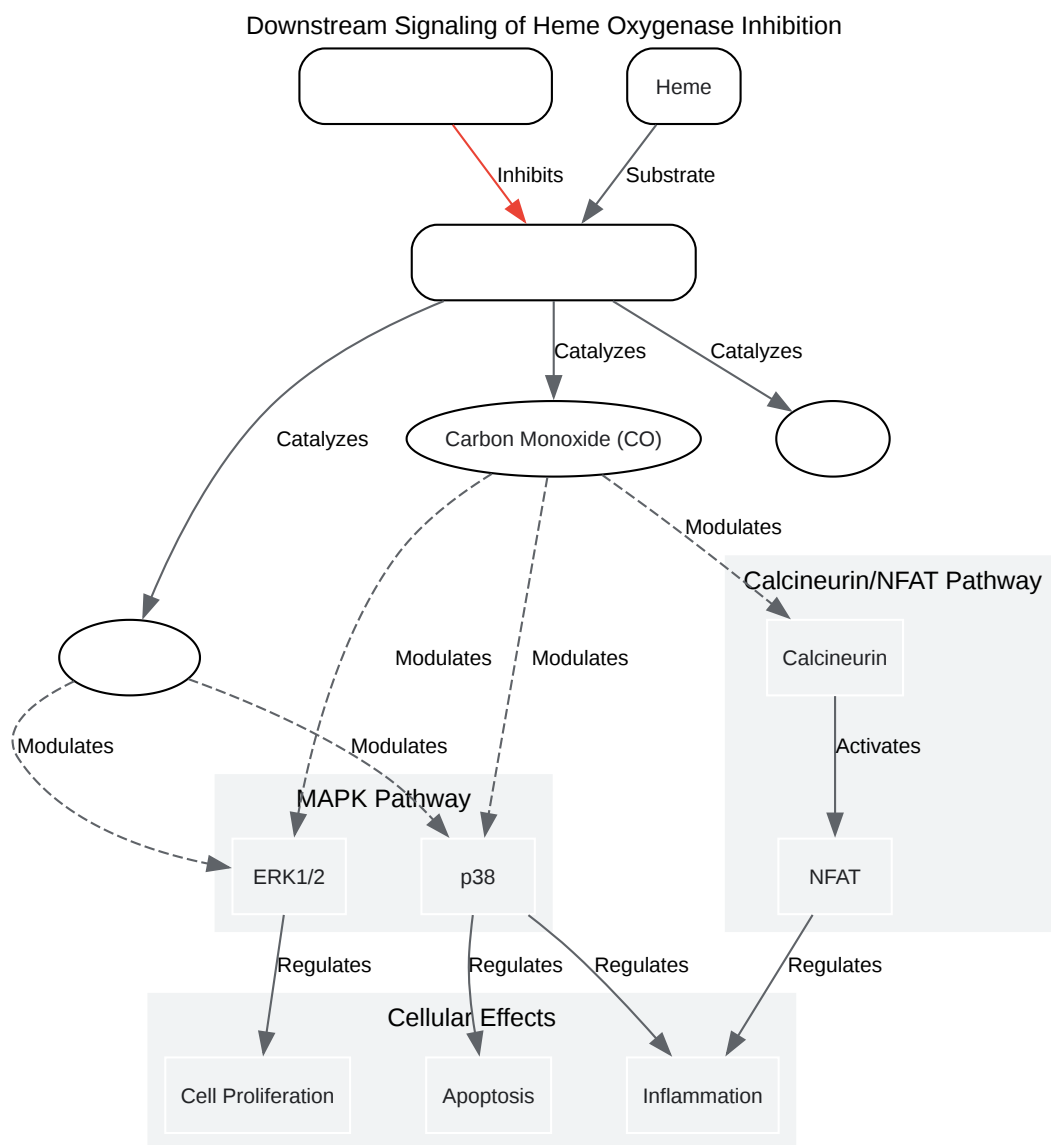 Downstream Signaling of Heme Oxygenase Inhibition
Heme
Inhibits
Substrate
Catalyzes
Catalyzes
Catalyzes
Carbon Monoxide (CO)
Modulates
Calcineurin/NFAT Pathway
Modulates
Modulates
Calcineurin
Modulates
Modulates
Activates
MAPK Pathway
ERK1/2
p38
NFAT
Regulates
Regulates
Regulates
Regulates
Cellular Effects
Cell Proliferation
Apoptosis
Inflammation